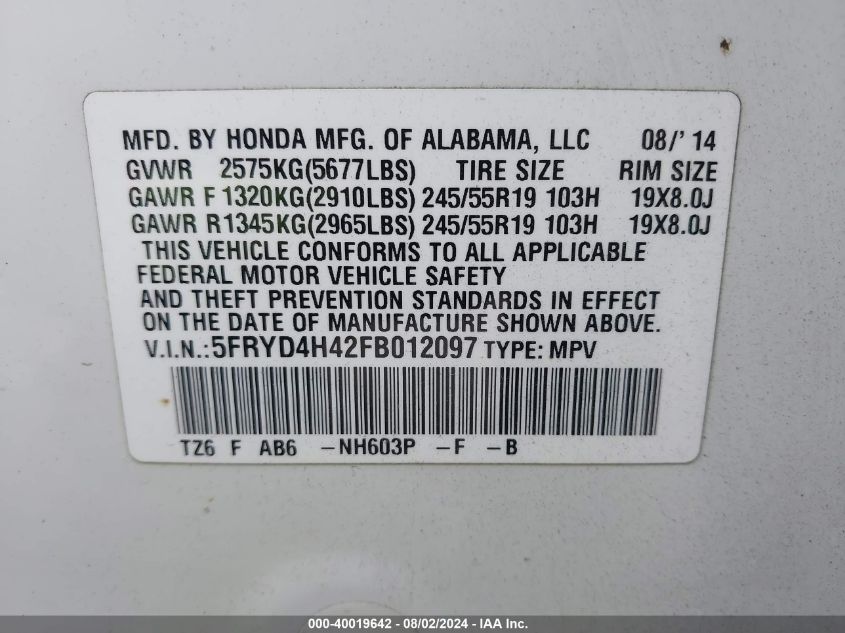 MFD. BY HONDA MFG. OF ALABAMA, LLC 08/' 14
GVWR 2575KG(5677LBS) TIRE SIZE RIM SIZE
GAWR F 1320KG(2910LBS) 245/55R19 103H 19X8.0J
GAWR R1345KG(2965LBS) 245/55R19 103H 19X8.0J
THIS VEHICLE CONFORMS TO ALL APPLICABLE
FEDERAL MOTOR VEHICLE SAFETY
AND THEFT PREVENTION STANDARDS IN EFFECT
ON THE DATE OF MANUFACTURE SHOWN ABOVE.
V.I.N.:5FRYD4H42FB012097 TYPE: MPV
TZ6 F AB6 -NH603P -F -B
000-40019642 - 08/02/2024 - IAA Inc.